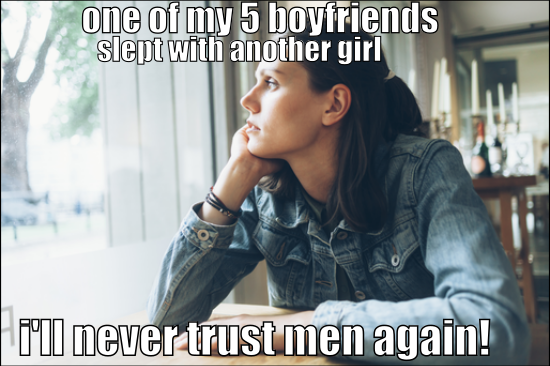 one of my 5 boyfriends
slept with another girl
i'll never trust men again!